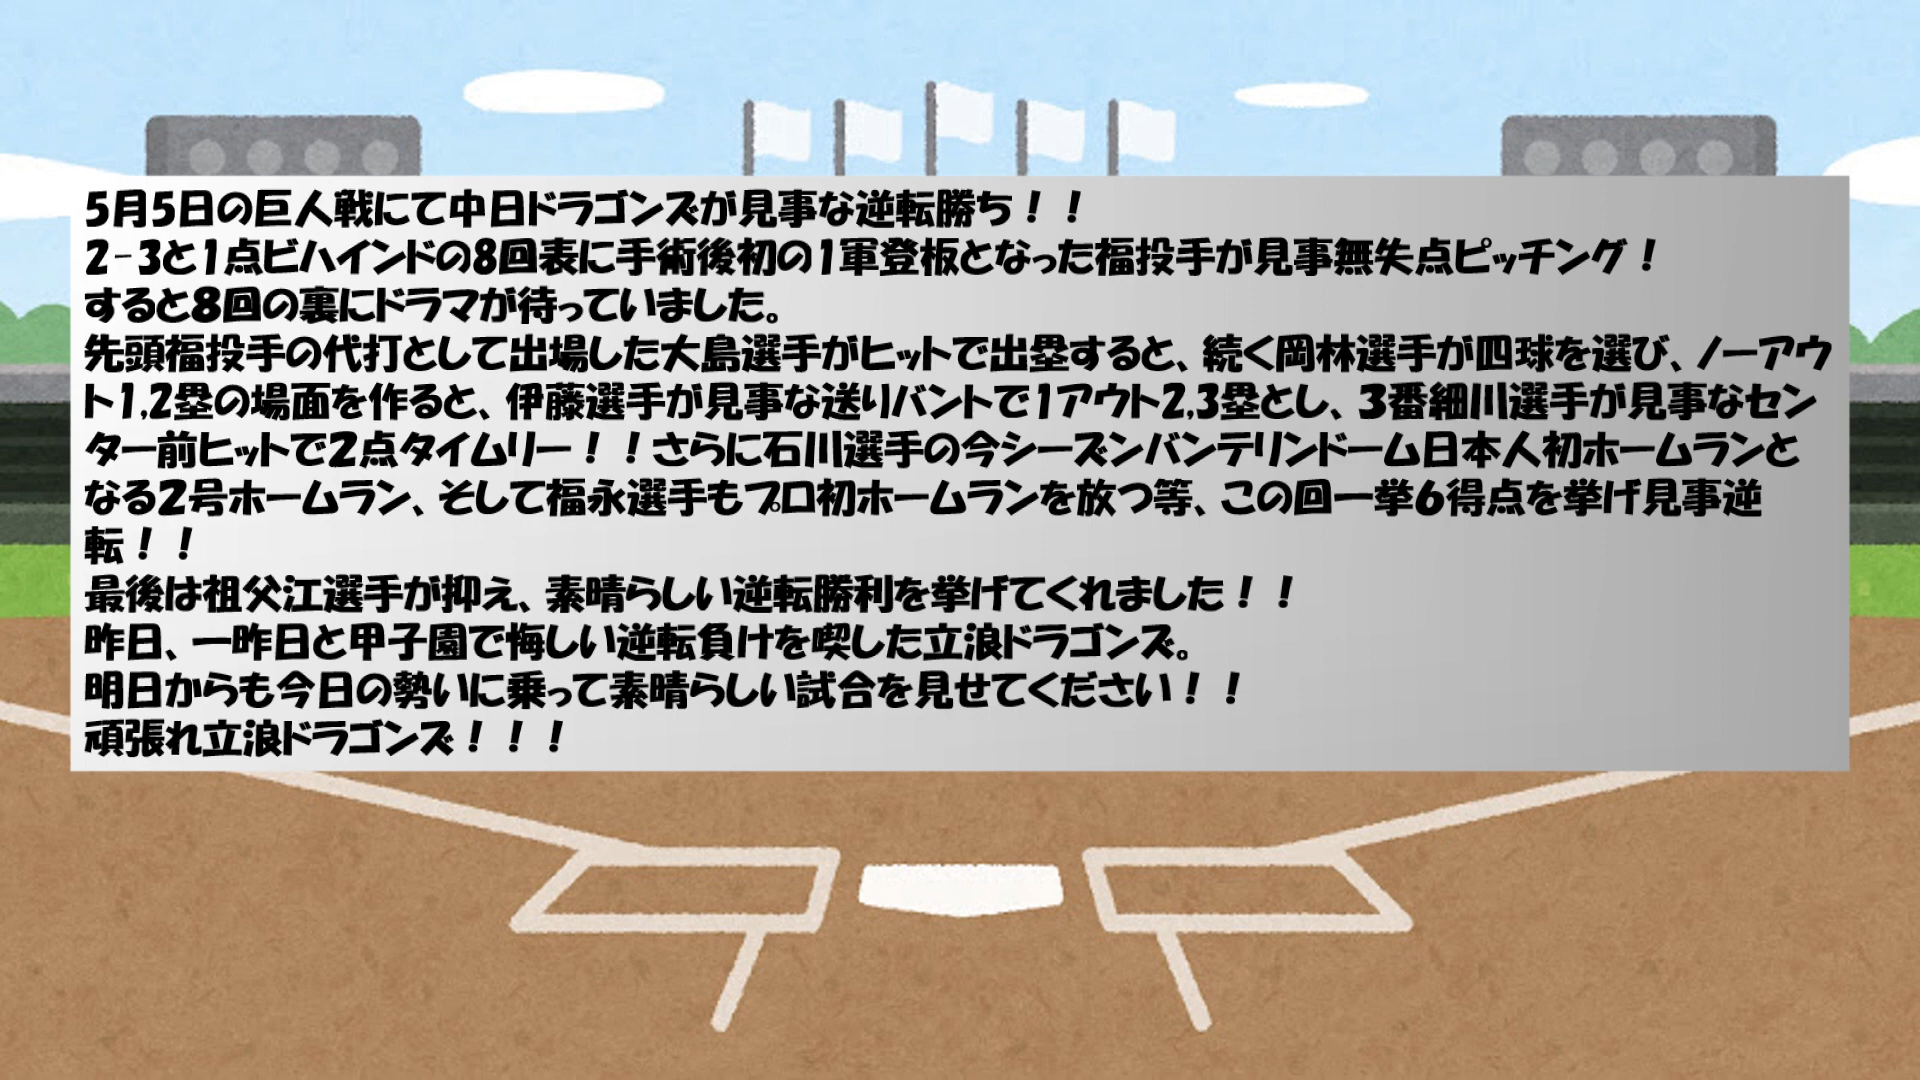 5月5日の巨人戦にて中日ドラゴンズが見事な逆転勝ち！！
2-3と1点ビハインドの8回表に手術後初の1軍登板となった福投手が見事無失点ピッチング！
すると8回の裏にドラマが待っていました。
先頭福投手の代打として出場した大島選手がヒットで出塁すると、続く岡林選手が四球を選び、ノーアウ
ト1,2塁の場面を作ると、伊藤選手が見事な送りバントで1アウト2,3塁とし、3番細川選手が見事なセン
ター前ヒットで2点タイムリー！！さらに石川選手の今シーズンバンテリンドーム日本人初ホームランと
なる2号ホームラン、そして福永選手もプロ初ホームランを放つ等、この回一挙6得点を挙げ見事逆
転！！
最後は祖父江選手が抑え、素晴らしい逆転勝利を挙げてくれました！！
昨日、一昨日と甲子園で悔しい逆転負けを喫した立浪ドラゴンズ。
明日からも今日の勢いに乗って素晴らしい試合を見せてください！！
頑張れ立浪ドラゴンズ！！！